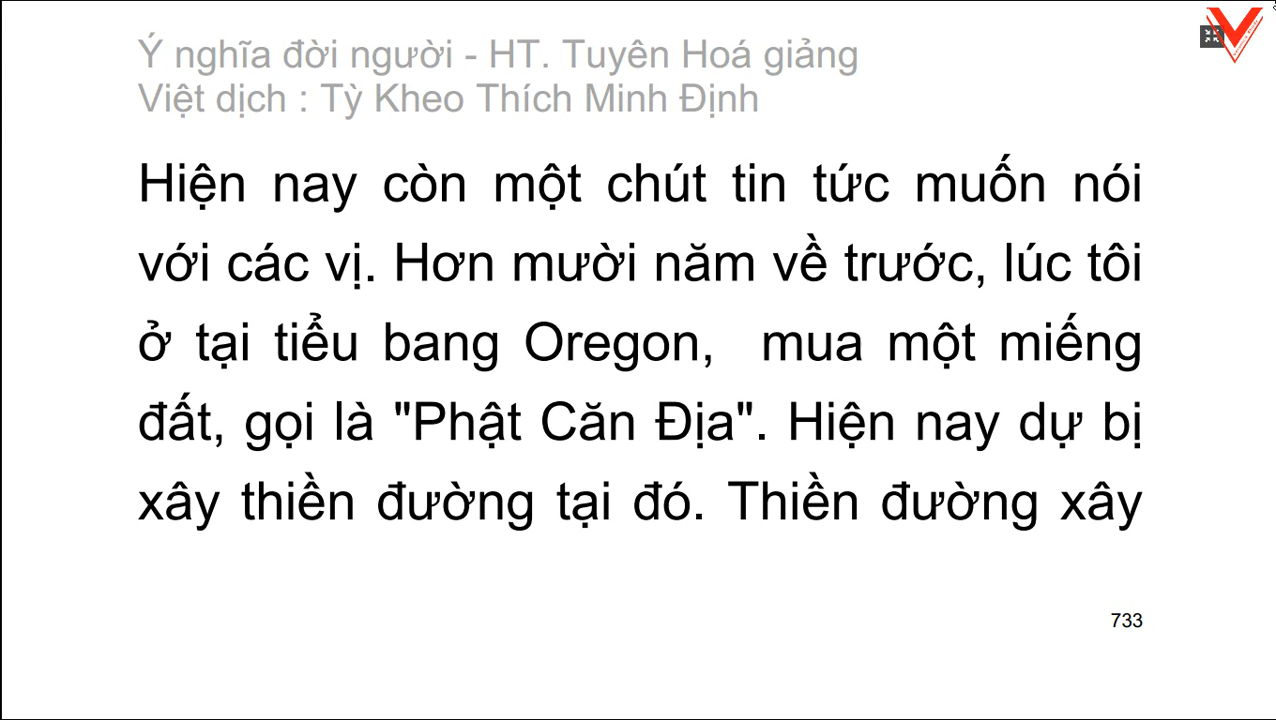 Ý nghĩa đời người - HT. Tuyên Hoá giảng
Việt dịch : Tỳ Kheo Thích Minh Định
Hiện nay còn một chút tin tức muốn nói
với các vị. Hơn mười năm về trước, lúc tôi
ở tại tiểu bang Oregon, mua một miếng
đất, gọi là "Phật Căn Địa". Hiện nay dự bị
xây thiền đường tại đó. Thiền đường xây
733